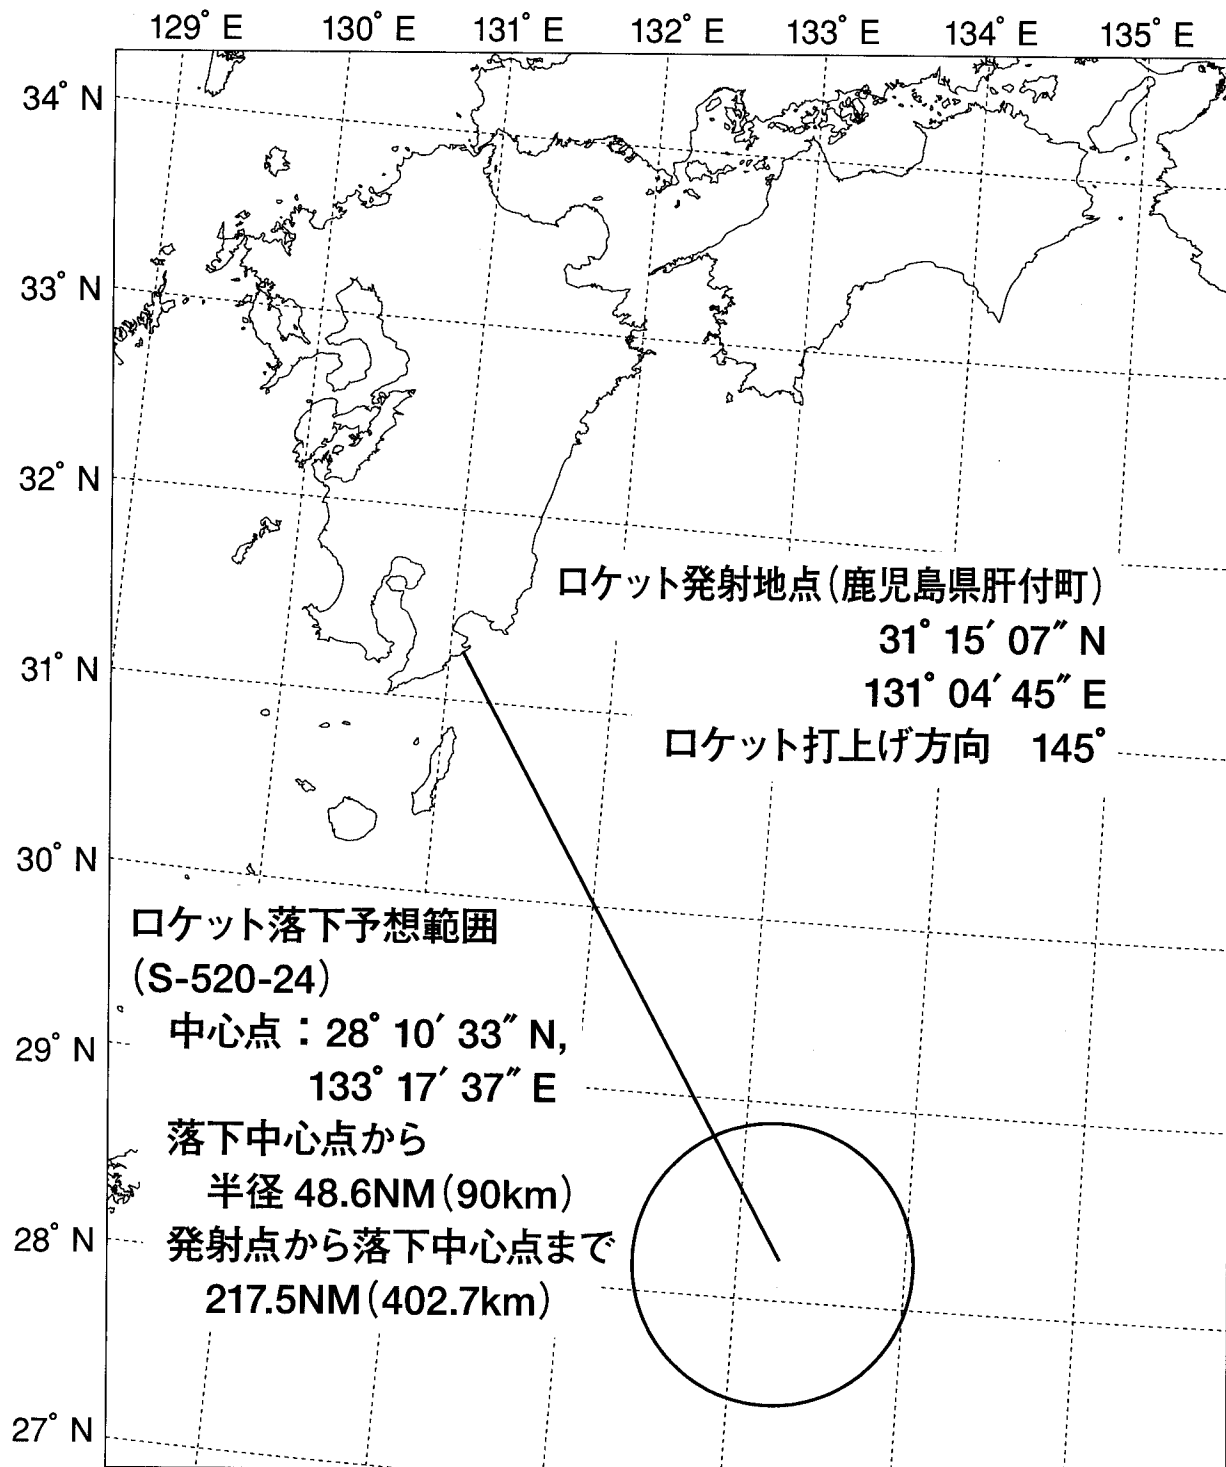 129° E 130° E 131° E 132° E 133° E 134° E 135° E
34° N
33° N
32° N
31° N
30° N
29° N
28° N
27° N
ロケット発射地点(鹿児島県肝付町)
31° 15′ 07″ N
131° 04′ 45″ E
ロケット打上げ方向 145°
ロケット落下予想範囲
(S-520-24)
中心点：28° 10′ 33″ N,
133° 17′ 37″ E
落下中心点から
半径 48.6NM(90km)
発射点から落下中心点まで
217.5NM(402.7km)